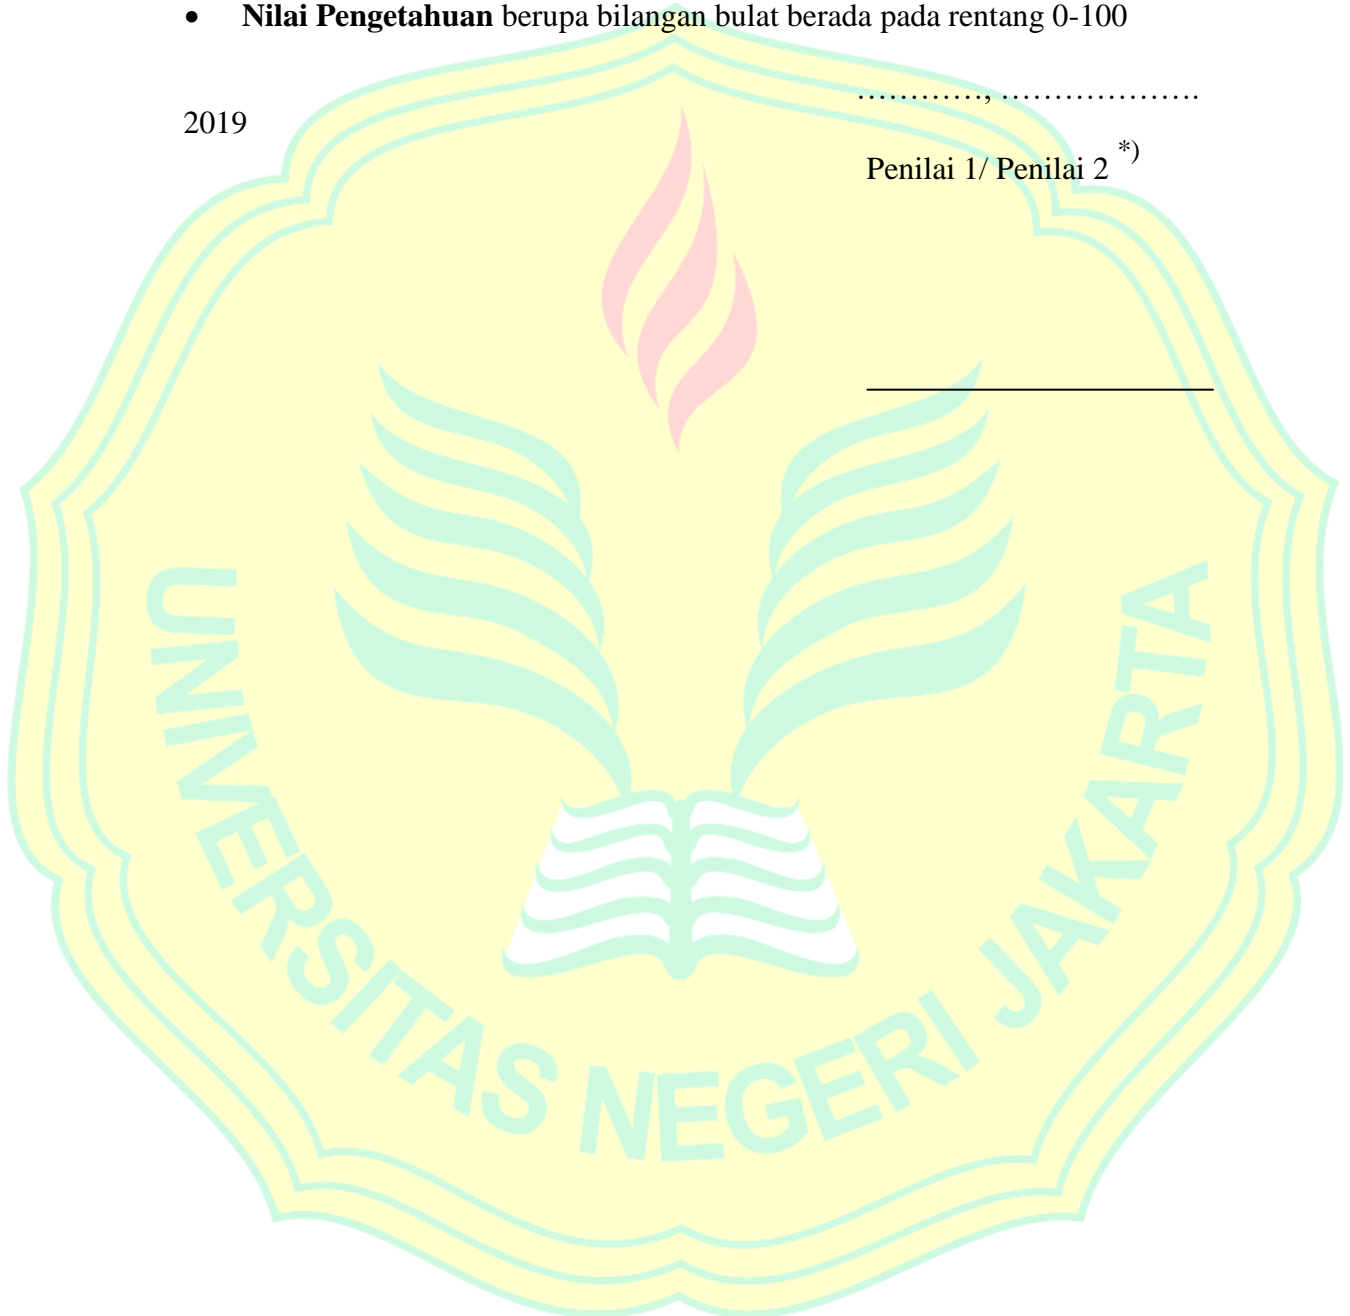 • Nilai Pengetahuan berupa bilangan bulat berada pada rentang 0-100
…………, ……………….
2019
Penilai 1/ Penilai 2 *)
UNIVERSITAS NEGERI JAKARTA